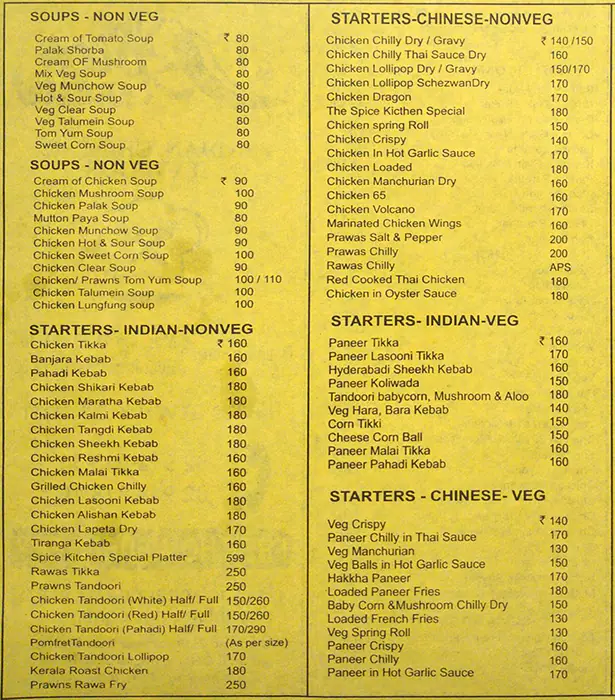 SOUPS - NON VEG
Cream of Tomato Soup ₹ 80
Palak Shorba 80
Cream OF Mushroom 80
Mix Veg Soup 80
Veg Munchow Soup 80
Hot & Sour Soup 80
Veg Clear Soup 80
Veg Talumein Soup 80
Tom Yum Soup 80
Sweet Corn Soup 80
SOUPS - NON VEG
Cream of Chicken Soup ₹ 90
Chicken Mushroom Soup 100
Chicken Palak Soup 90
Mutton Paya Soup 80
Chicken Munchow Soup 90
Chicken Hot & Sour Soup 90
Chicken Sweet Corn Soup 100
Chicken Clear Soup 90
Chicken/ Prawns Tom Yum Soup 100 / 110
Chicken Talumein Soup 100
Chicken Lungfung soup 100
STARTERS- INDIAN-NONVEG
Chicken Tikka ₹ 160
Banjara Kebab 160
Pahadi Kebab 160
Chicken Shikari Kebab 180
Chicken Maratha Kebab 180
Chicken Kalmi Kebab 180
Chicken Tangdi Kebab 180
Chicken Sheekh Kebab 180
Chicken Reshmi Kebab 160
Chicken Malai Tikka 160
Grilled Chicken Chilly 160
Chicken Lasooni Kebab 180
Chicken Alishan Kebab 180
Chicken Lapeta Dry 170
Tiranga Kebab 160
Spice Kitchen Special Platter 599
Rawas Tikka 250
Prawns Tandoori 250
Chicken Tandoori (White) Half/ Full 150/260
Chicken Tandoori (Red) Half/ Full 150/260
Chicken Tandoori (Pahadi) Half/ Full 170/290
PomfretTandoori (As per size)
Chicken Tandoori Lollipop 170
Kerala Roast Chicken 180
Prawns Rawa Fry 250
STARTERS-CHINESE-NONVEG
Chicken Chilly Dry / Gravy ₹ 140 /150
Chicken Chilly Thai Sauce Dry 160
Chicken Lollipop Dry / Gravy 150/170
Chicken Lollipop SchezwanDry 170
Chicken Dragon 170
The Spice Kicthen Special 180
Chicken spring Roll 150
Chicken Crispy 140
Chicken In Hot Garlic Sauce 170
Chicken Loaded 180
Chicken Manchurian Dry 160
Chicken 65 160
Chicken Volcano 170
Marinated Chicken Wings 160
Prawas Salt & Pepper 200
Prawas Chilly 200
Rawas Chilly APS
Red Cooked Thai Chicken 180
Chicken in Oyster Sauce 180
STARTERS- INDIAN-VEG
Paneer Tikka ₹ 160
Paneer Lasooni Tikka 170
Hyderabadi Sheekh Kebab 160
Paneer Koliwada 150
Tandoori babycorn, Mushroom & Aloo 180
Veg Hara, Bara Kebab 140
Corn Tikki 150
Cheese Corn Ball 150
Paneer Malai Tikka 160
Paneer Pahadi Kebab 160
STARTERS - CHINESE- VEG
Veg Crispy ₹ 140
Paneer Chilly in Thai Sauce 170
Veg Manchurian 130
Veg Balls in Hot Garlic Sauce 150
Hakkha Paneer 170
Loaded Paneer Fries 180
Baby Corn &Mushroom Chilly Dry 150
Loaded French Fries 130
Veg Spring Roll 130
Paneer Crispy 160
Paneer Chilly 160
Paneer in Hot Garlic Sauce 170